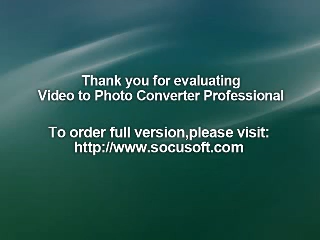 Thank you for evaluating
Video to Photo Converter Professional
To order full version,please visit:
http://www.socusoft.com